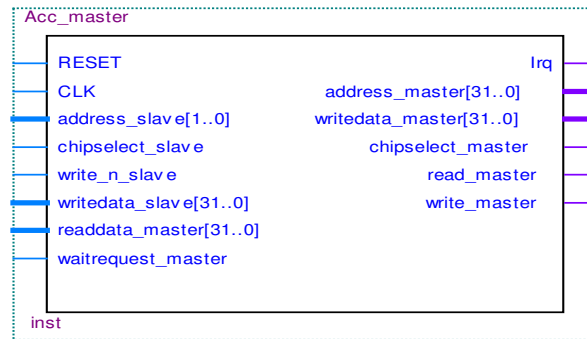 Acc_master
RESET Irq
CLK address_master[31..0]
address_slave[1..0] writedata_master[31..0]
chipselect_slave chipselect_master
write_n_slave read_master
writedata_slave[31..0] write_master
readdata_master[31..0]
waitrequest_master
inst